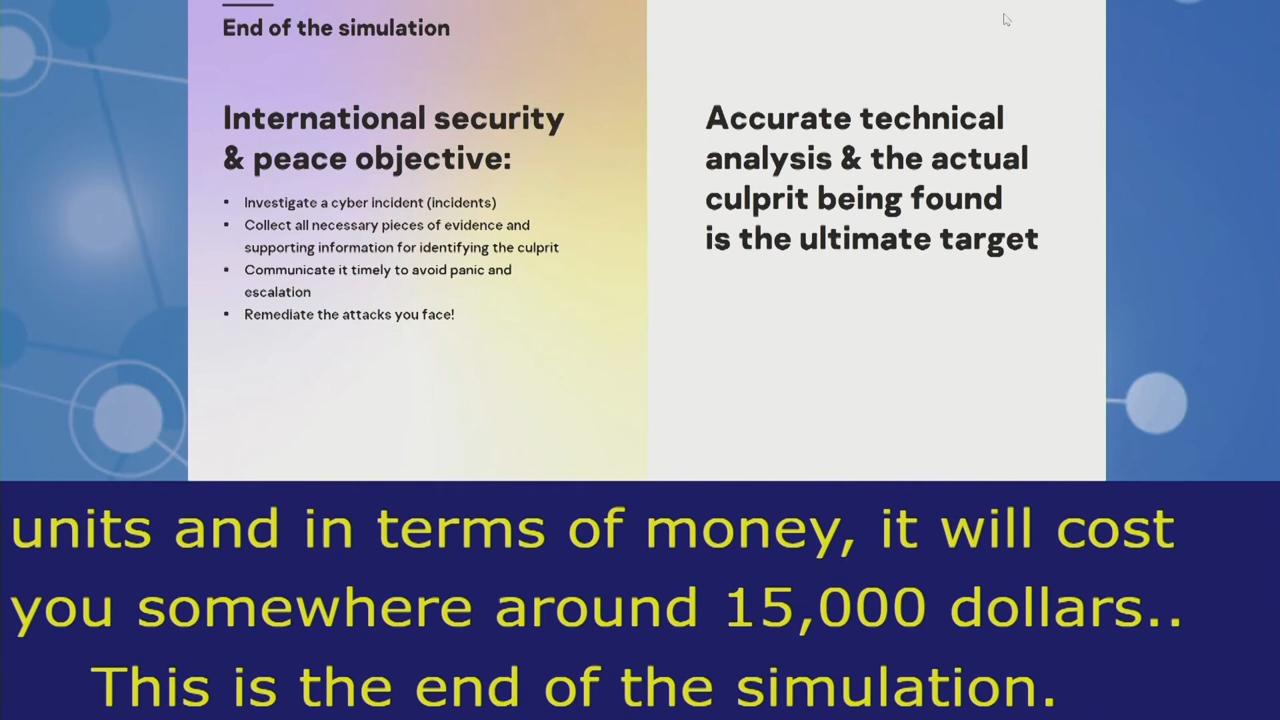 End of the simulation
International security
& peace objective:
• Investigate a cyber incident (incidents)
• Collect all necessary pieces of evidence and
supporting information for identifying the culprit
• Communicate it timely to avoid panic and
escalation
• Remediate the attacks you face!
Accurate technical
analysis & the actual
culprit being found
is the ultimate target
units and in terms of money, it will cost
you somewhere around 15,000 dollars..
This is the end of the simulation.